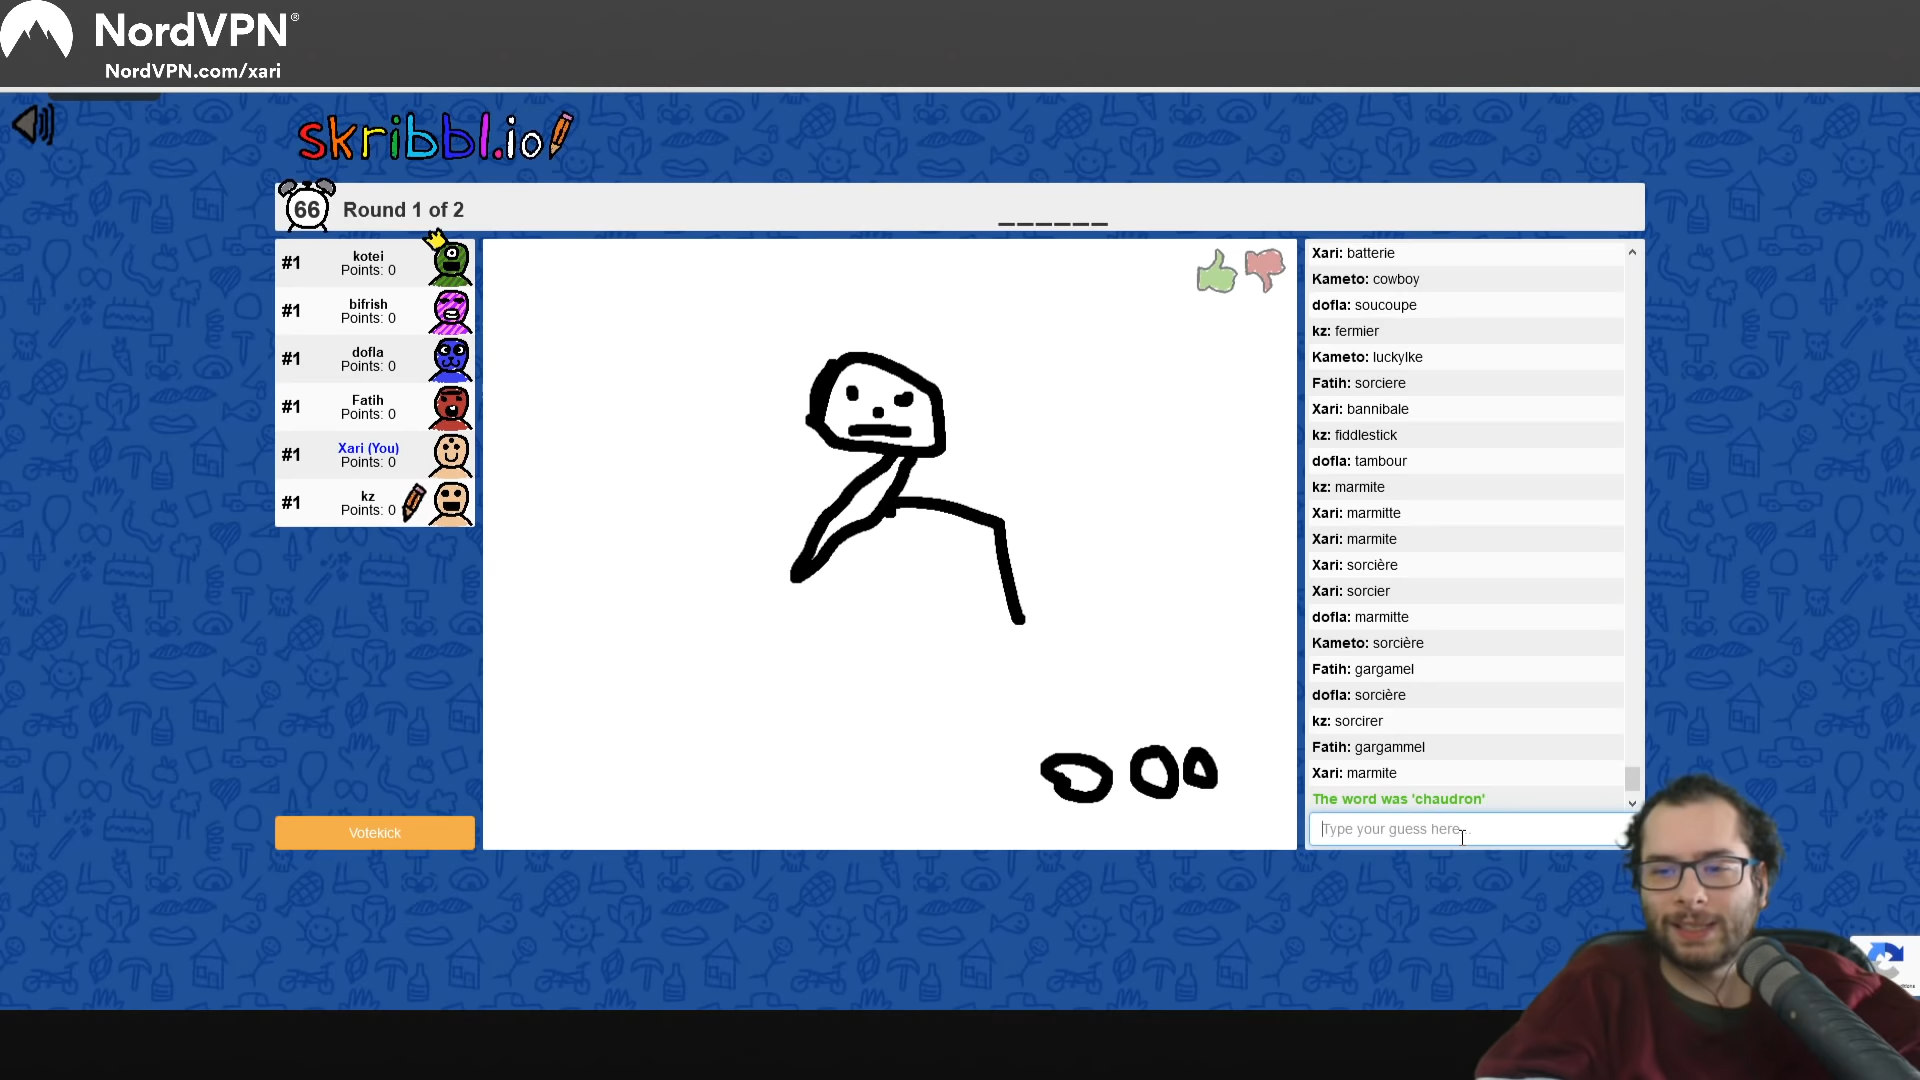 NordVPN®
NordVPN.com/xari
skribbl.io
66
Round 1 of 2
______
#1
kotei
Points: 0
#1
bifrish
Points: 0
#1
dofla
Points: 0
#1
Fatih
Points: 0
#1
Xari (You)
Points: 0
#1
kz
Points: 0
Votekick
Xari: batterie
Kameto: cowboy
dofla: soucoupe
kz: fermier
Kameto: luckylke
Fatih: sorciere
Xari: bannibale
kz: fiddlestick
dofla: tambour
kz: marmite
Xari: marmitte
Xari: marmite
Xari: sorcière
Xari: sorcier
dofla: marmitte
Kameto: sorcière
Fatih: gargamel
dofla: sorcière
kz: sorcirer
Fatih: gargammel
Xari: marmite
The word was 'chaudron'
Type your guess here...